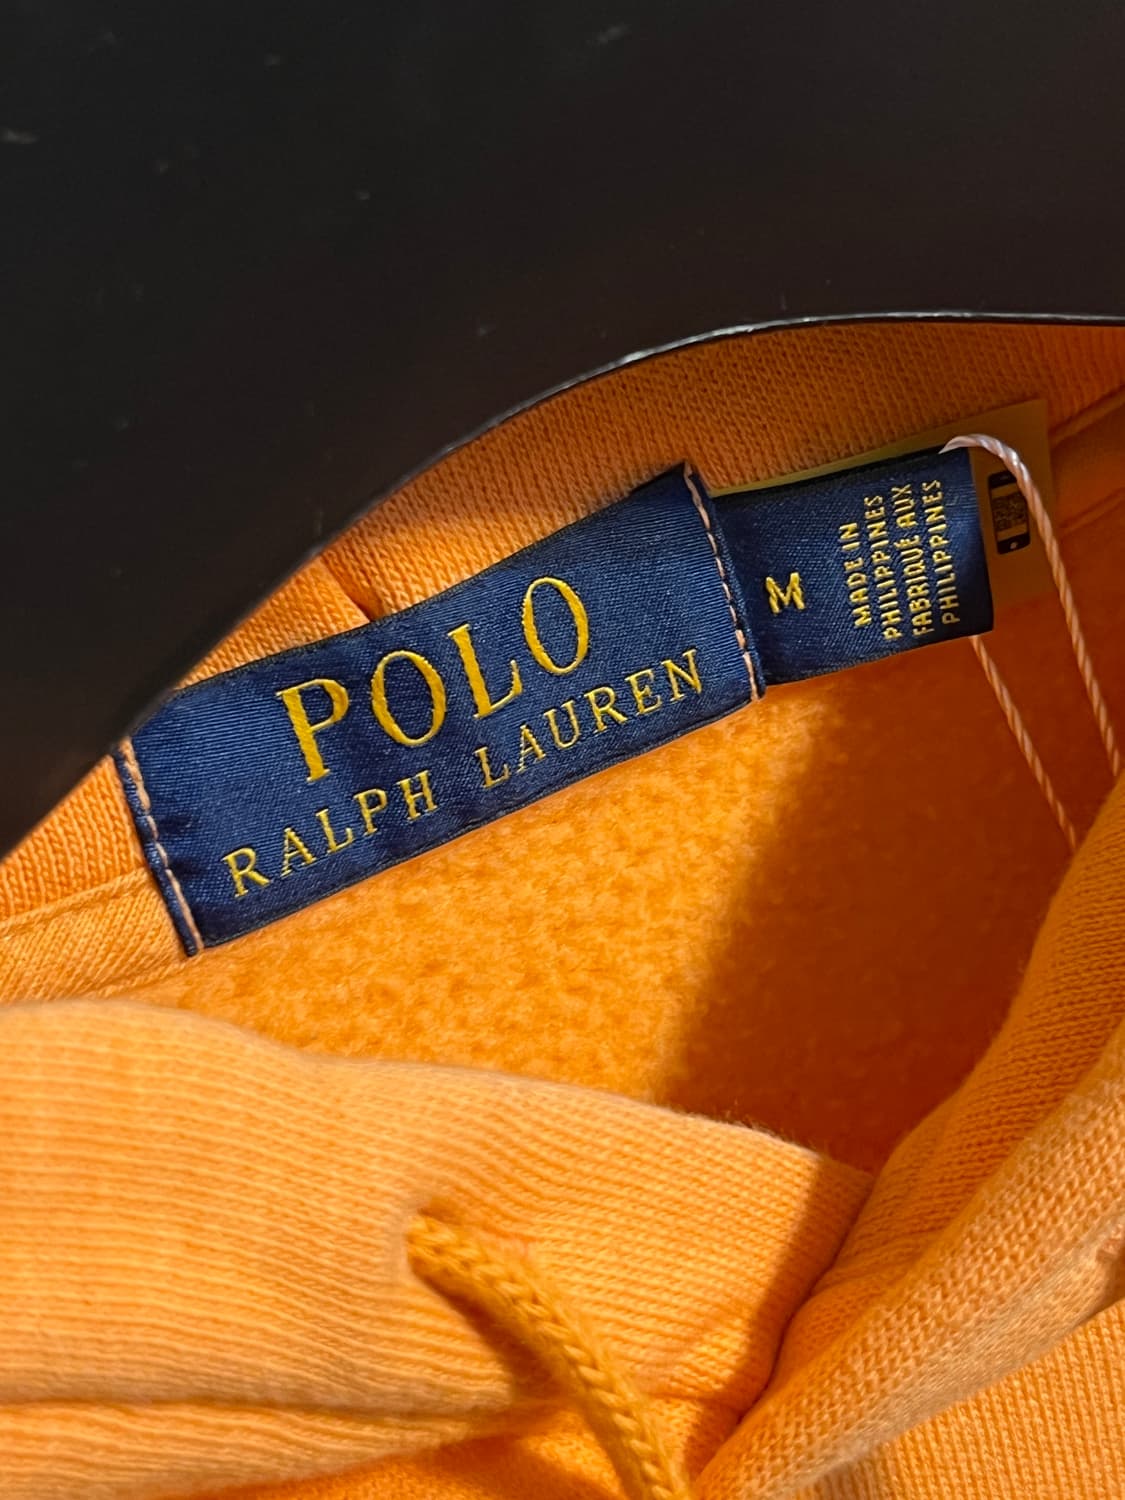 POLO
RALPH LAUREN
M
MADE IN
PHILIPPINES
FABRIQUÉ AUX
PHILIPPINES